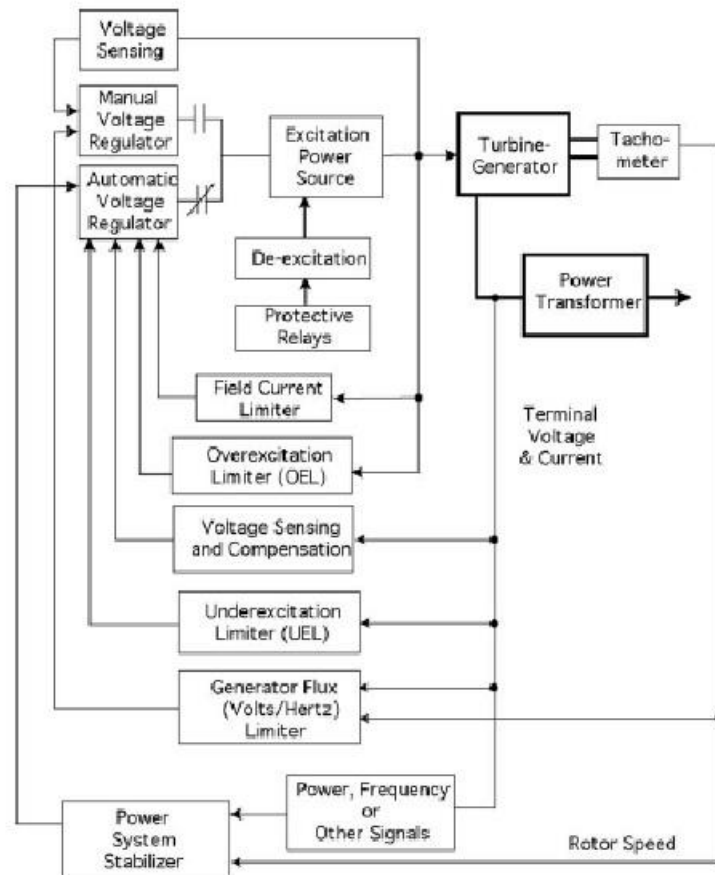 Voltage
Sensing
Manual
Voltage
Regulator
Excitation
Power
Source
Turbine-
Generator
Tacho-
meter
Automatic
Voltage
Regulator
De-excitation
Power
Transformer
Protective
Relays
Field Current
Limiter
Terminal
Voltage
& Current
Overexcitation
Limiter (OEL)
Voltage Sensing
and Compensation
Underexcitation
Limiter (UEL)
Generator Flux
(Volts/Hertz)
Limiter
Power, Frequency
or
Other Signals
Power
System
Stabilizer
Rotor Speed